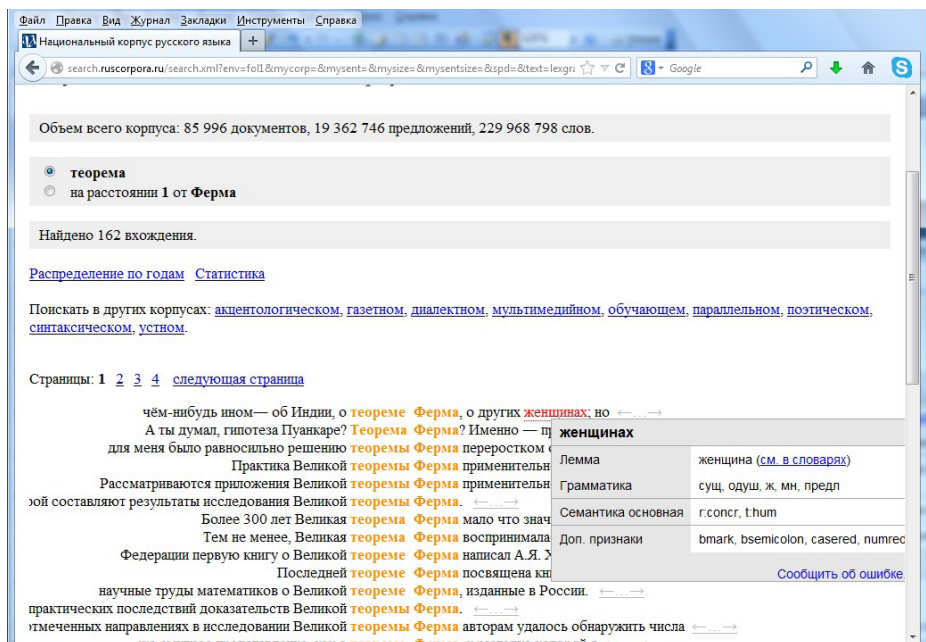 Файл Правка Вид Журнал Закладки Инструменты Справка
Национальный корпус русского языка +
search.ruscorpora.ru/search.xml?env=fol1&mycorp=&mysent=&mysize=&mysentsize=&spd=&text=lexgr Google
Объем всего корпуса: 85 996 документов, 19 362 746 предложений, 229 968 798 слов.
теорема
на расстоянии 1 от Ферма
Найдено 162 вхождения.
Распределение по годам Статистика
Поискать в других корпусах: акцентологическом, газетном, диалектном, мультимедийном, обучающем, параллельном, поэтическом,
синтаксическом, устном.
Страницы: 1 2 3 4 следующая страница
чём-нибудь ином— об Индии, о теореме Ферма, о других женщинах; но ←…→
А ты думал, гипотеза Пуанкаре? Теорема Ферма? Именно — п
для меня было равносильно решению теоремы Ферма переростком
Практика Великой теоремы Ферма применительн
Рассматриваются приложения Великой теоремы Ферма применительн
рой составляют результаты исследования Великой теоремы Ферма. ←…→
Более 300 лет Великая теорема Ферма мало что знач
Тем не менее, Великая теорема Ферма воспринимала
Федерации первую книгу о Великой теореме Ферма написал А.Я. Х
Последней теореме Ферма посвящена кни
научные труды математиков о Великой теореме Ферма, изданные в России. ←…→
практических последствий доказательств Великой теоремы Ферма. ←…→
отмеченных направлениях в исследовании Великой теоремы Ферма авторам удалось обнаружить числа ←…→
женщинах
Лемма женщина (см. в словарях)
Грамматика сущ, одуш, ж, мн, предл
Семантика основная r:concr, t:hum
Доп. признаки bmark, bsemicolon, casered, numred
Сообщить об ошибке